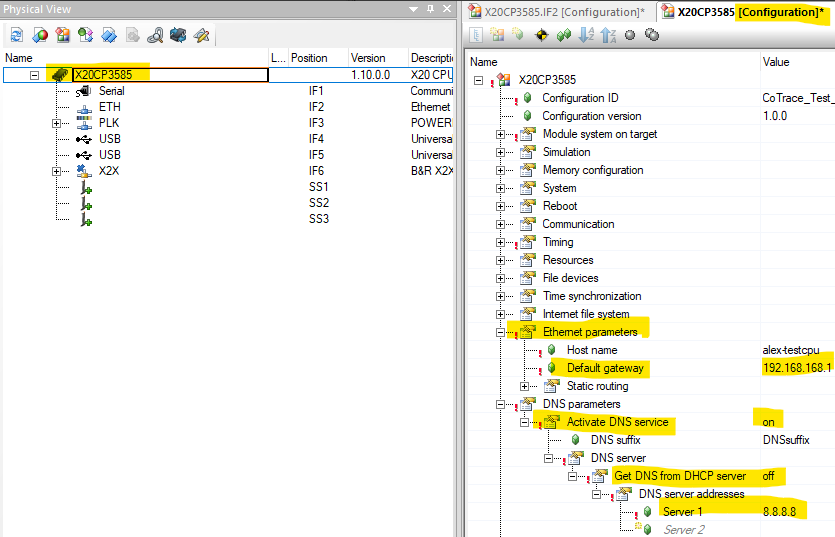 Physical View
Name L... Position Version Descripti
X20CP3585 1.10.0.0 X20 CPU
Serial IF1 Communi
ETH IF2 Ethernet
PLK IF3 POWER
USB IF4 Universa
USB IF5 Universa
X2X IF6 B&R X2X
SS1
SS2
SS3
X20CP3585.IF2 [Configuration]* X20CP3585 [Configuration]*
Name Value
X20CP3585
Configuration ID CoTrace_Test_
Configuration version 1.0.0
Module system on target
Simulation
Memory configuration
System
Reboot
Communication
Timing
Resources
File devices
Time synchronization
Internet file system
Ethernet parameters
Host name alex-testcpu
Default gateway 192.168.168.1
Static routing
DNS parameters
Activate DNS service on
DNS suffix DNSsuffix
DNS server
Get DNS from DHCP server off
DNS server addresses
Server 1 8.8.8.8
Server 2